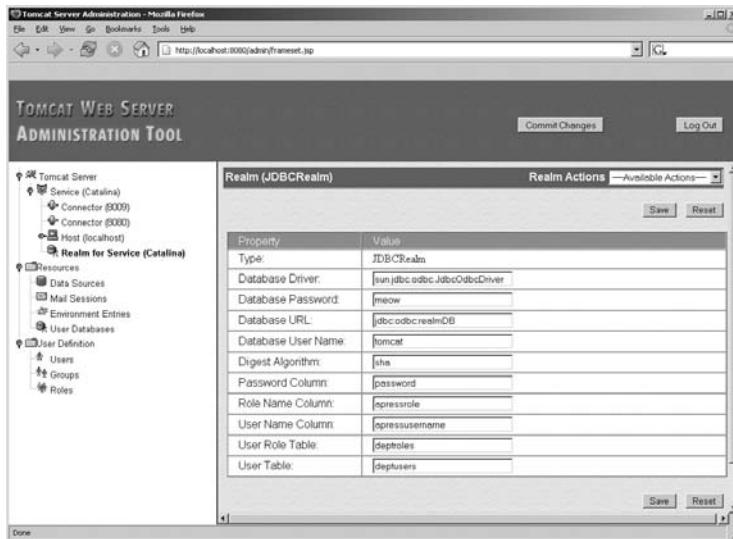 Tomcat Server Administration - Mozilla Firefox
File Edit View Go Bookmarks Tools Help
http://localhost:8080/admin/frameset.jsp
G
TOMCAT WEB SERVER
ADMINISTRATION TOOL
Commit Changes
Log Out
Tomcat Server
Service (Catalina)
Connector (8009)
Connector (8080)
Host (localhost)
Realm for Service (Catalina)
Resources
Data Sources
Mail Sessions
Environment Entries
User Databases
User Definition
Users
Groups
Roles
Realm (JDBCRealm)
Realm Actions
—Available Actions—
Save Reset
Property Value
Type: JDBCRealm
Database Driver: sun.jdbc.odbc.JdbcOdbcDriver
Database Password: meow
Database URL: jdbc:odbc:realmDB
Database User Name: tomcat
Digest Algorithm: sha
Password Column: password
Role Name Column: apressrole
User Name Column: apressusername
User Role Table: deptroles
User Table: deptusers
Save Reset
Done